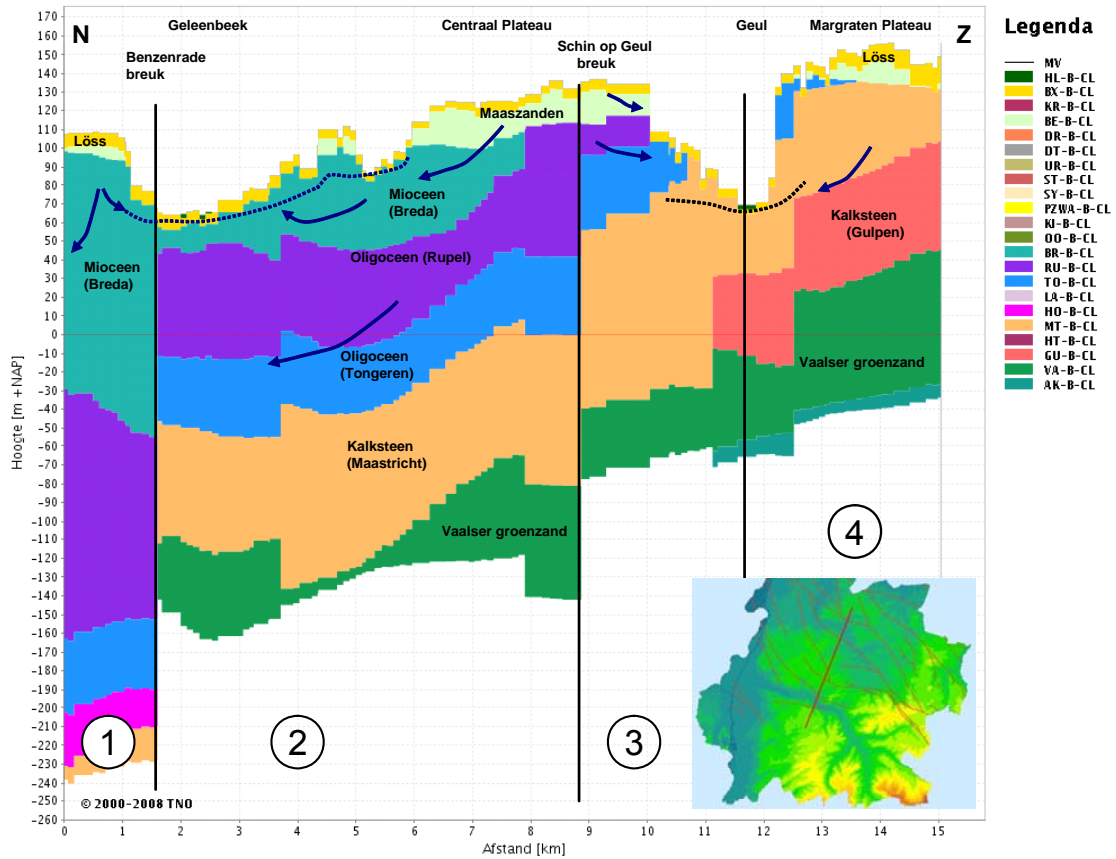 N
Geleenbeek
Centraal Plateau
Geul
Margraten Plateau
Z
Benzenrade
breuk
Schin op Geul
breuk
Löss
Maaszanden
Löss
Mioceen
(Breda)
Mioceen
(Breda)
Oligoceen (Rupel)
Oligoceen
(Tongeren)
Kalksteen
(Maastricht)
Vaalser groenzand
Kalksteen
(Gulpen)
Vaalser groenzand
1
2
3
4
© 2000-2008 TNO
Hoogte [m +NAP]
170
160
150
140
130
120
110
100
90
80
70
60
50
40
30
20
10
0
-10
-20
-30
-40
-50
-60
-70
-80
-90
-100
-110
-120
-130
-140
-150
-160
-170
-180
-190
-200
-210
-220
-230
-240
-250
-260
0 1 2 3 4 5 6 7 8 9 10 11 12 13 14 15
Afstand [km]
Legenda
MV
HL-B-CL
BX-B-CL
KR-B-CL
BE-B-CL
DR-B-CL
DT-B-CL
UR-B-CL
ST-B-CL
SY-B-CL
PZWA-B-CL
KI-B-CL
OO-B-CL
BR-B-CL
RU-B-CL
TO-B-CL
LA-B-CL
HO-B-CL
MT-B-CL
HT-B-CL
GU-B-CL
VA-B-CL
AK-B-CL